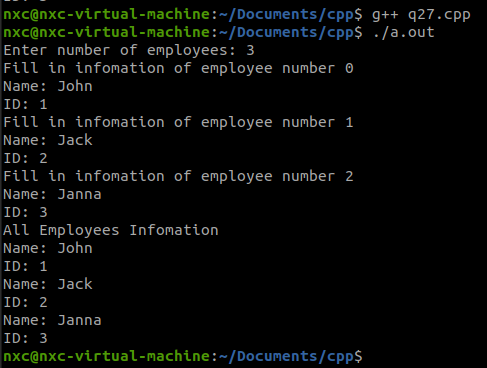 nxc@nxc-virtual-machine:~/Documents/cpp$ g++ q27.cpp
nxc@nxc-virtual-machine:~/Documents/cpp$ ./a.out
Enter number of employees: 3
Fill in infomation of employee number 0
Name: John
ID: 1
Fill in infomation of employee number 1
Name: Jack
ID: 2
Fill in infomation of employee number 2
Name: Janna
ID: 3
All Employees Infomation
Name: John
ID: 1
Name: Jack
ID: 2
Name: Janna
ID: 3
nxc@nxc-virtual-machine:~/Documents/cpp$